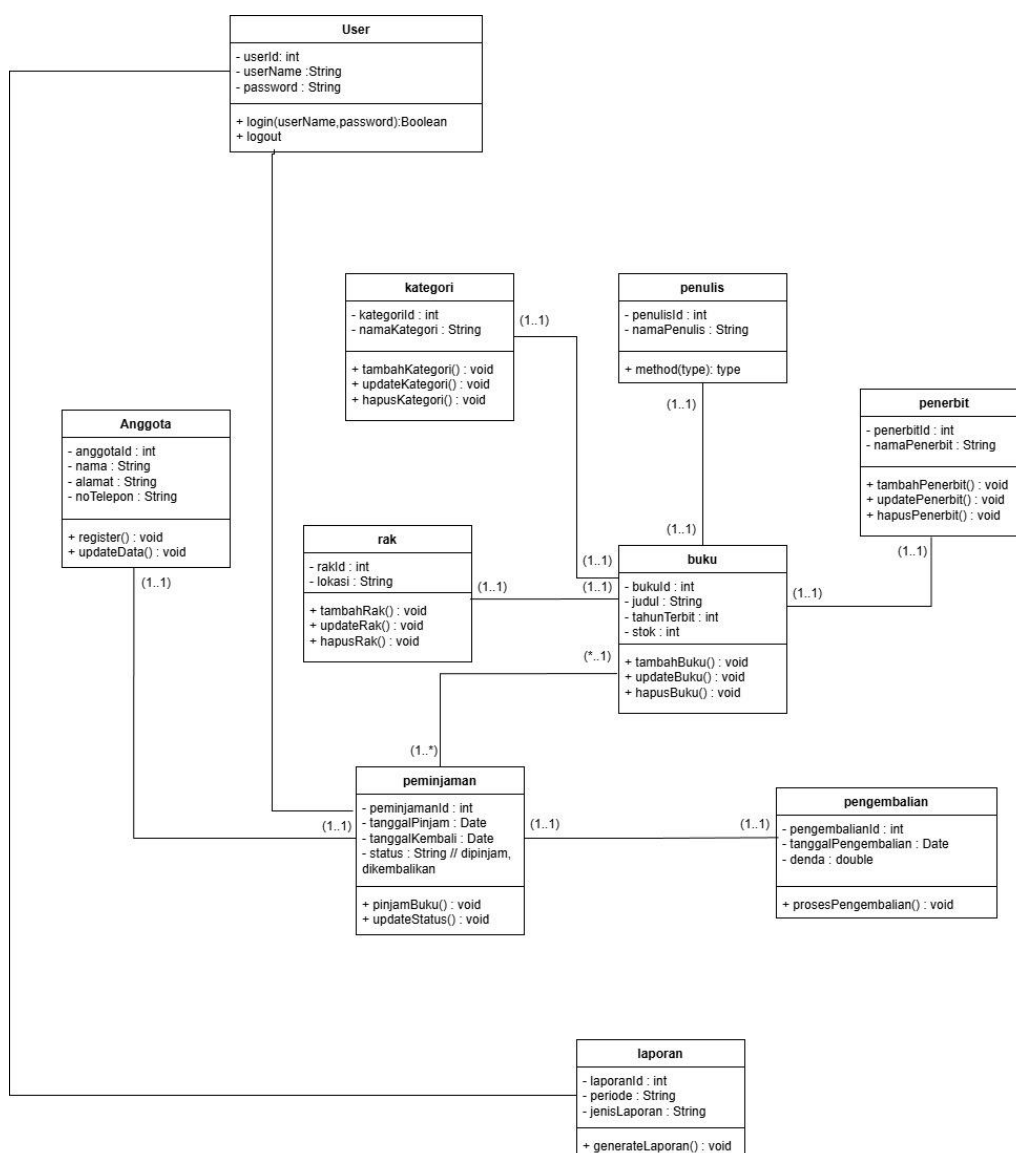 User
- userId: int
- userName :String
- password : String
+ login(userName,password):Boolean
+ logout
kategori
- kategoriId : int
- namaKategori : String
+ tambahKategori() : void
+ updateKategori() : void
+ hapusKategori() : void
(1..1)
penulis
- penulisId : int
- namaPenulis : String
+ method(type): type
(1..1)
penerbit
- penerbitId : int
- namaPenerbit : String
+ tambahPenerbit() : void
+ updatePenerbit() : void
+ hapusPenerbit() : void
(1..1)
Anggota
- anggotaId : int
- nama : String
- alamat : String
- noTelepon : String
+ register() : void
+ updateData() : void
(1..1)
rak
- rakId : int
- lokasi : String
+ tambahRak() : void
+ updateRak() : void
+ hapusRak() : void
(1..1)
(1..1)
(1..1)
(1..1)
(1..1)
(*..1)
buku
- bukuId : int
- judul : String
- tahunTerbit : int
- stok : int
+ tambahBuku() : void
+ updateBuku() : void
+ hapusBuku() : void
(1..*)
(1..1)
peminjaman
- peminjamanId : int
- tanggalPinjam : Date
- tanggalKembali : Date
- status : String // dipinjam,
dikembalikan
+ pinjamBuku() : void
+ updateStatus() : void
(1..1)
(1..1)
pengembalian
- pengembalianId : int
- tanggalPengembalian : Date
- denda : double
+ prosesPengembalian() : void
laporan
- laporanId : int
- periode : String
- jenisLaporan : String
+ generateLaporan() : void